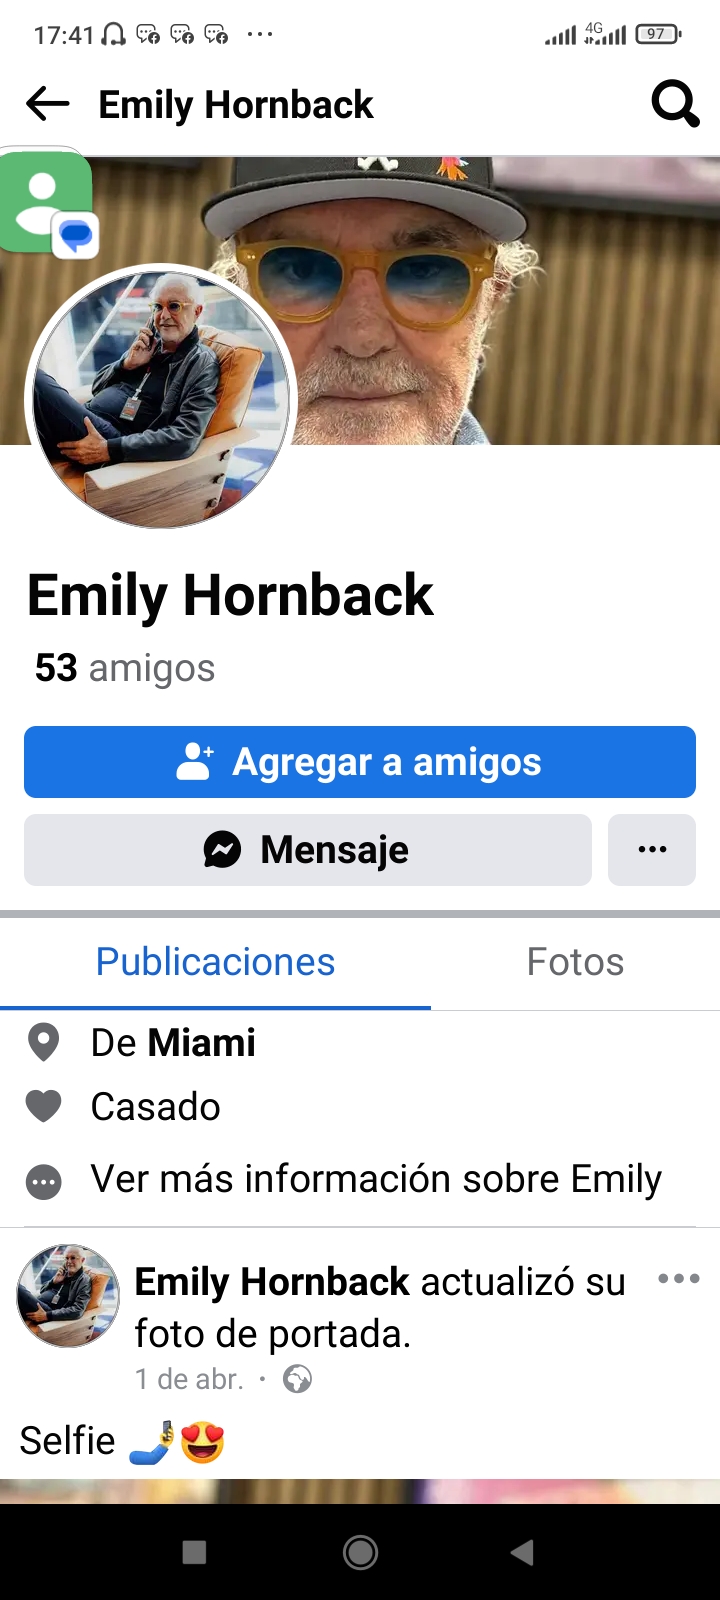 17:41
4G
97
Emily Hornback
Emily Hornback
53 amigos
Agregar a amigos
Mensaje
Publicaciones
Fotos
De Miami
Casado
Ver más información sobre Emily
Emily Hornback actualizó su
foto de portada.
1 de abr. ·
Selfie 🤳😍